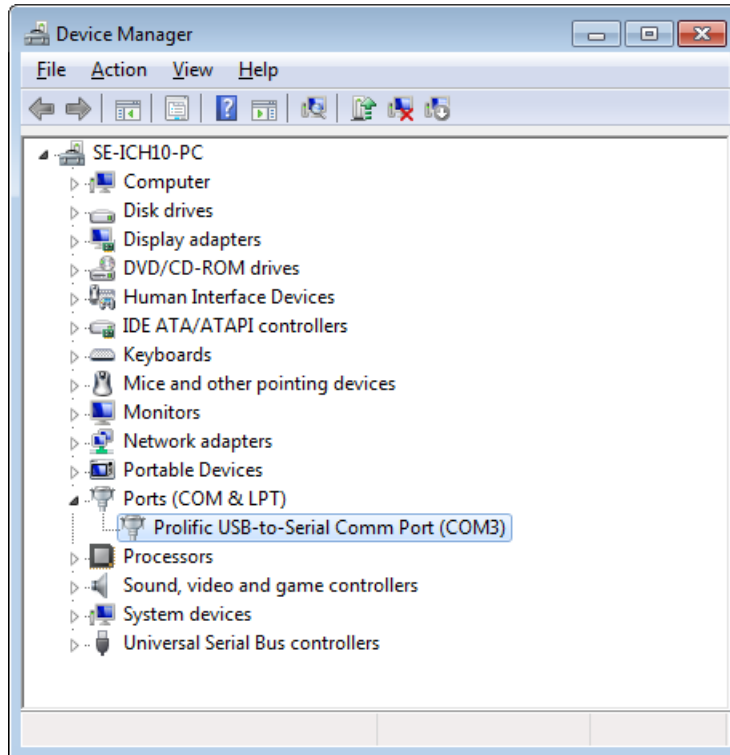 Device Manager
File Action View Help
SE-ICH10-PC
Computer
Disk drives
Display adapters
DVD/CD-ROM drives
Human Interface Devices
IDE ATA/ATAPI controllers
Keyboards
Mice and other pointing devices
Monitors
Network adapters
Portable Devices
Ports (COM & LPT)
Prolific USB-to-Serial Comm Port (COM3)
Processors
Sound, video and game controllers
System devices
Universal Serial Bus controllers